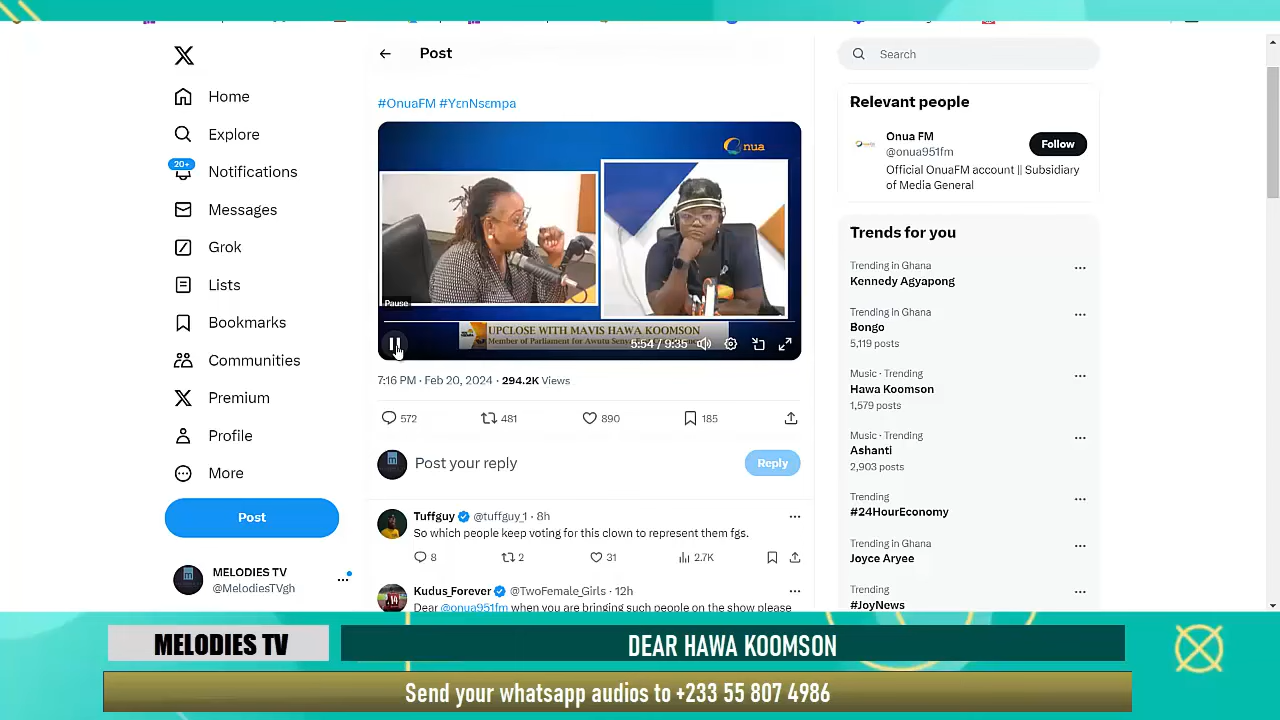 Home
Explore
20+
Notifications
Messages
Grok
Lists
Bookmarks
Communities
Premium
Profile
More
Post
MELODIES TV
@MelodiesTVgh
Post
#OnuaFM #YɛnNsɛmpa
nua
Pause
UPCLOSE WITH MAVIS HAWA KOOMSON
Member of Parliament for Awutu Seny
5:54 / 9:35
7:16 PM · Feb 20, 2024 · 294.2K Views
572
481
890
185
Post your reply
Reply
Tuffguy @tuffguy_1 · 8h
So which people keep voting for this clown to represent them fgs.
8
2
31
2.7K
Kudus_Forever @TwoFemale_Girls · 12h
Dear @onua951fm when you are bringing such people on the show please
Search
Relevant people
Onua FM
@onua951fm
Follow
Official OnuaFM account || Subsidiary
of Media General
Trends for you
Trending in Ghana
Kennedy Agyapong
Trending in Ghana
Bongo
5,119 posts
Music · Trending
Hawa Koomson
1,579 posts
Music · Trending
Ashanti
2,903 posts
Trending
#24HourEconomy
Trending in Ghana
Joyce Aryee
Trending
#JoyNews
MELODIES TV
DEAR HAWA KOOMSON
Send your whatsapp audios to +233 55 807 4986